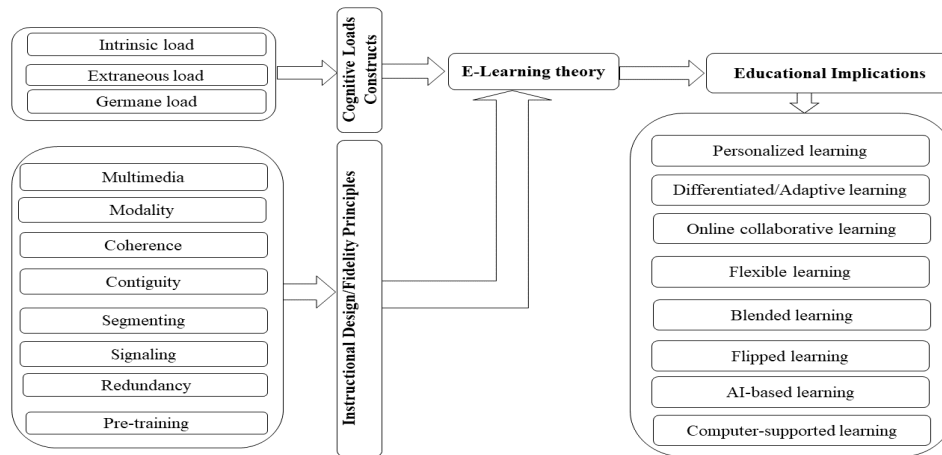 Intrinsic load
Extraneous load
Germane load
Cognitive Loads
Constructs
E-Learning theory
Educational Implications
Multimedia
Modality
Coherence
Contiguity
Segmenting
Signaling
Redundancy
Pre-training
Instructional Design/Fidelity Principles
Personalized learning
Differentiated/Adaptive learning
Online collaborative learning
Flexible learning
Blended learning
Flipped learning
AI-based learning
Computer-supported learning